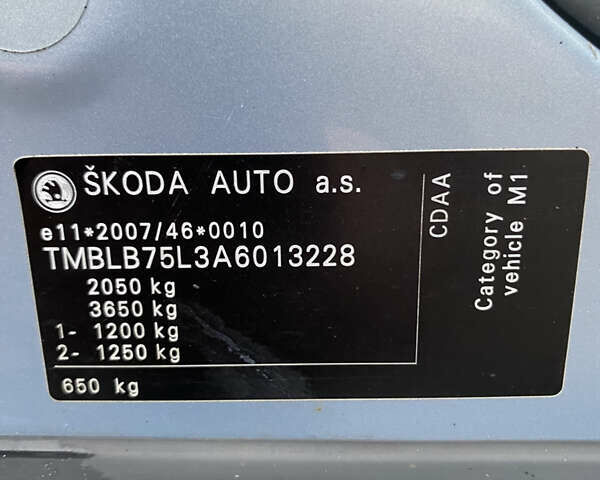 ŠKODA AUTO a.s.
e11*2007/46*0010
TMBLB75L3A6013228
2050 kg
3650 kg
1- 1200 kg
2- 1250 kg
650 kg
CDAA
Category of
vehicle M1